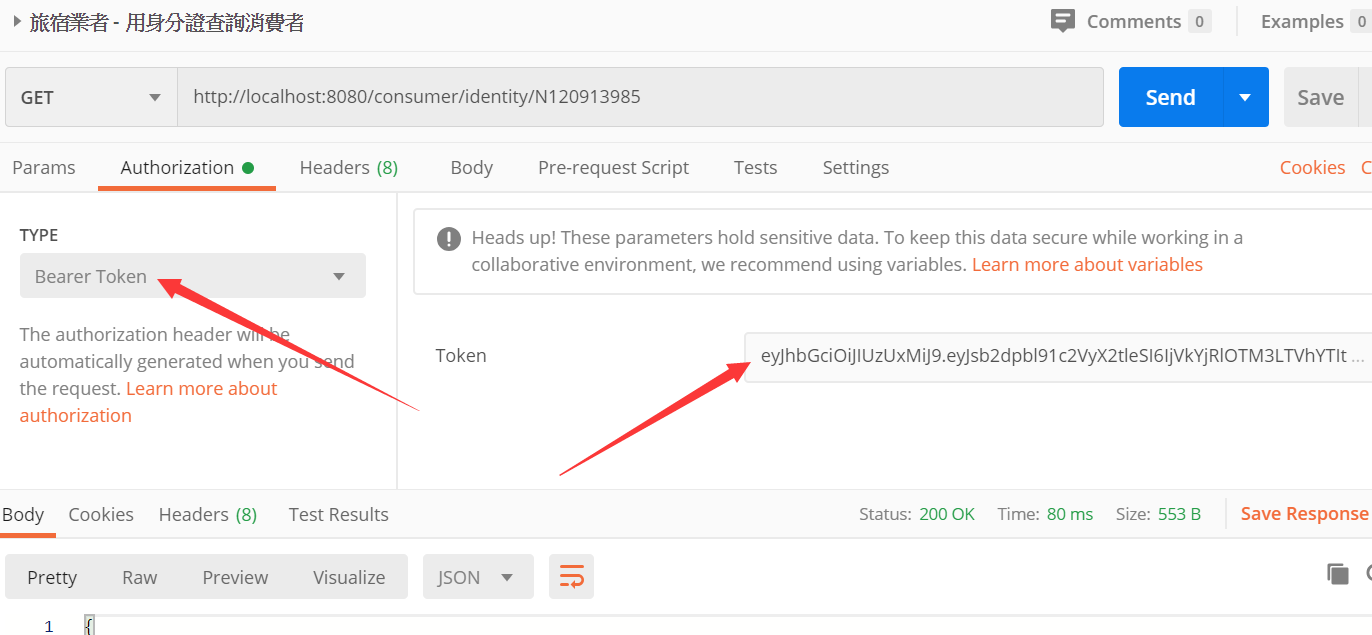 旅宿業者 - 用身分證查詢消費者
Comments 0
Examples 0
GET
http://localhost:8080/consumer/identity/N120913985
Send
Save
Params
Authorization
Headers (8)
Body
Pre-request Script
Tests
Settings
Cookies
C
TYPE
Bearer Token
The authorization header will be
automatically generated when you send
the request. Learn more about
authorization
Heads up! These parameters hold sensitive data. To keep this data secure while working in a
collaborative environment, we recommend using variables. Learn more about variables
Token
eyJhbGciOiJIUzUxMiJ9.eyJsb2dpbl91c2VyX2tleSI6IjVkYjRlOTM3LTVhYTIt ...
Body
Cookies
Headers (8)
Test Results
Status: 200 OK
Time: 80 ms
Size: 553 B
Save Response
Pretty
Raw
Preview
Visualize
JSON
1 {